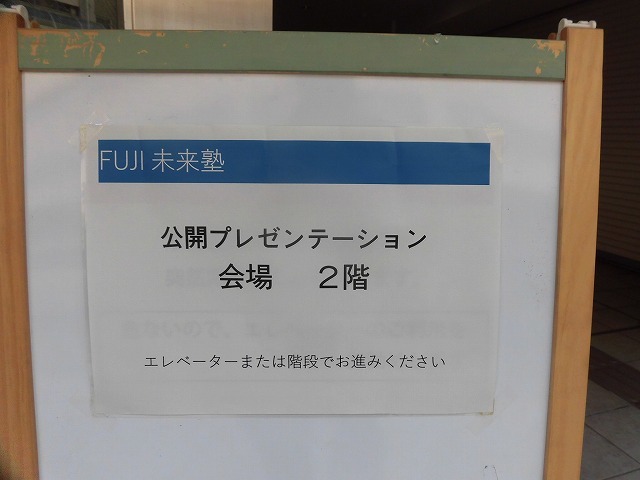 FUJI 未来塾
公開プレゼンテーション
会場　２階
エレベーターまたは階段でお進みください